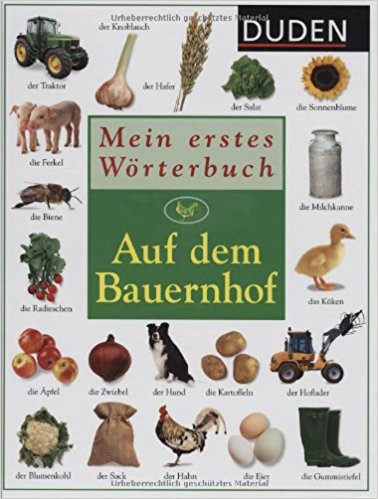 Urheberrechtlich geschütztes Material
DUDEN
der Knoblauch
der Traktor
der Hafer
der Salat
die Sonnenblume
die Ferkel
Mein erstes
Wörterbuch
die Biene
die Milchkanne
Auf dem
Bauernhof
die Radieschen
das Küken
die Äpfel
die Zwiebel
der Hund
die Kartoffeln
der Hoflader
der Blumenkohl
der Sack
der Hahn
die Eier
die Gummistiefel
Urheberrechtlich geschütztes Material